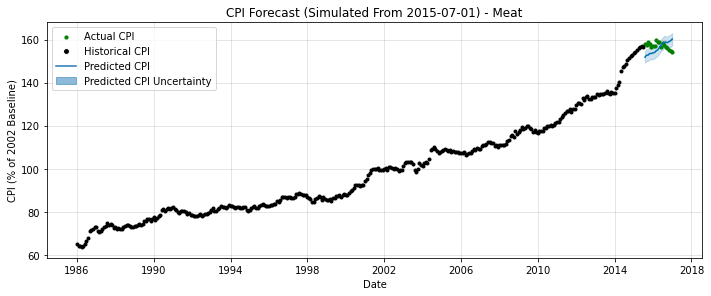 CPI Forecast (Simulated From 2015-07-01) - Meat
Actual CPI
Historical CPI
Predicted CPI
Predicted CPI Uncertainty
CPI (% of 2002 Baseline)
160
140
120
100
80
60
1986
1990
1994
1998
2002
2006
2010
2014
2018
Date